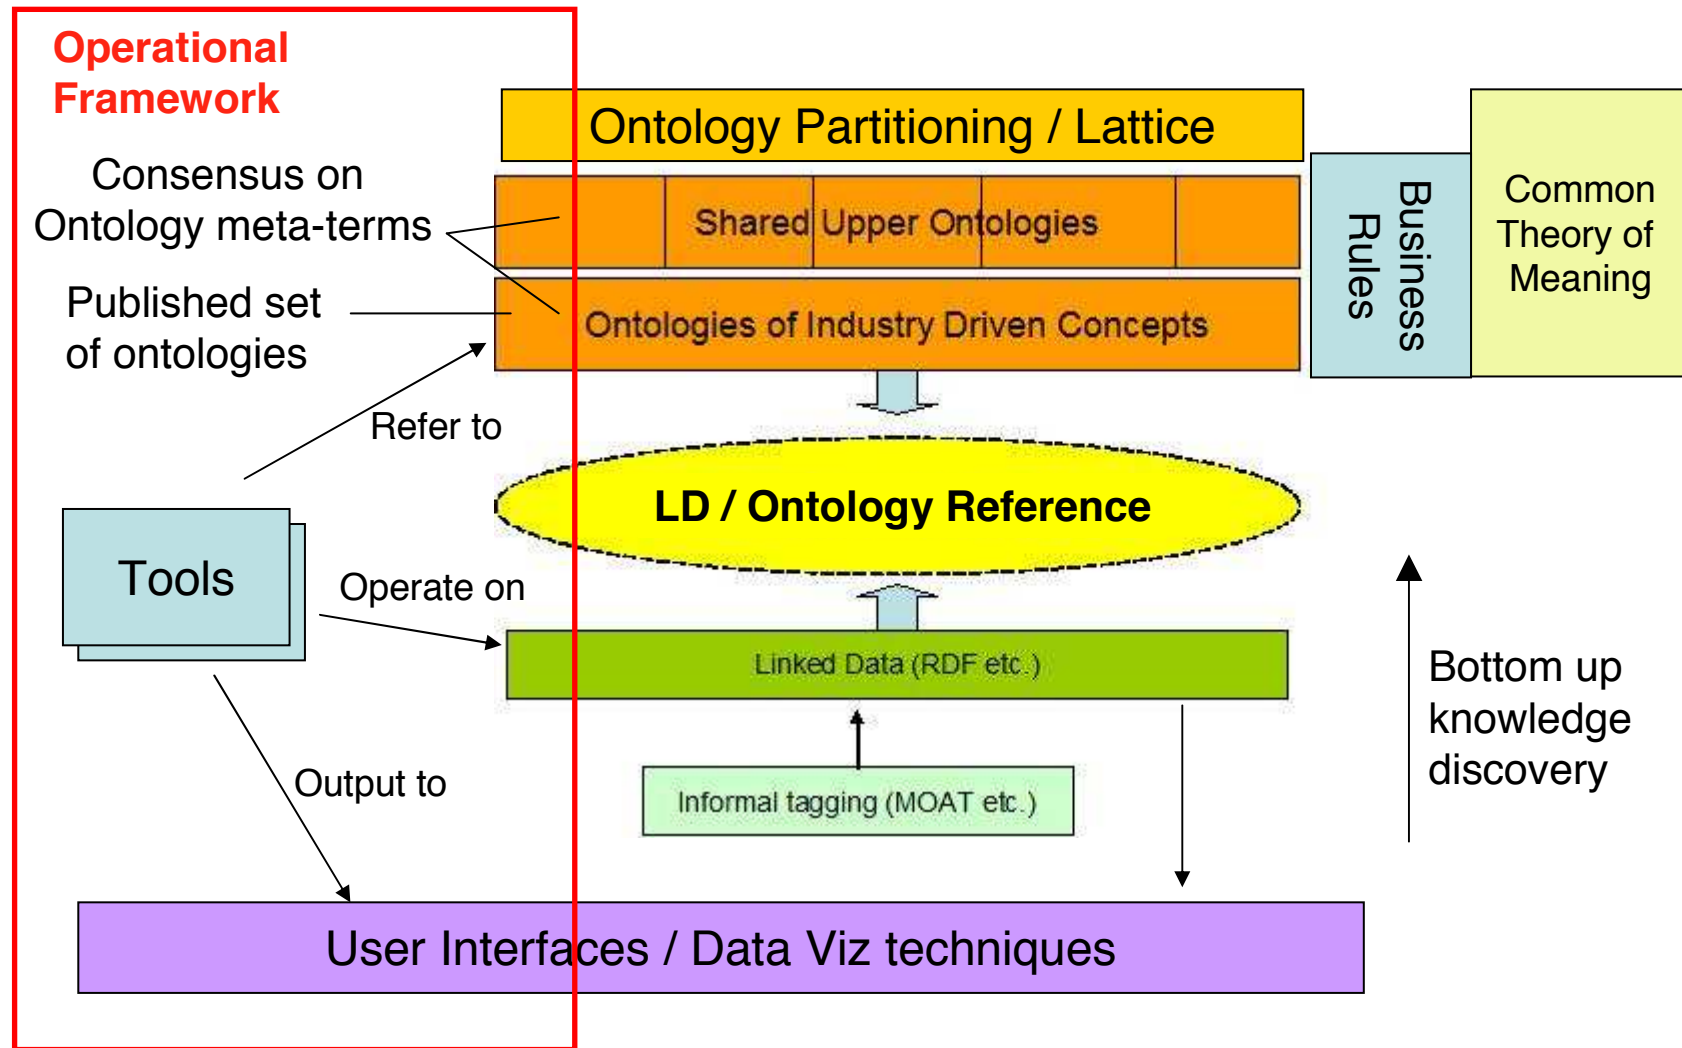 Operational
Framework
Ontology Partitioning / Lattice
Consensus on
Ontology meta-terms
Shared Upper Ontologies
Business
Rules
Common
Theory of
Meaning
Published set
of ontologies
Ontologies of Industry Driven Concepts
Refer to
LD / Ontology Reference
Tools
Operate on
Linked Data (RDF etc.)
Bottom up
knowledge
discovery
Output to
Informal tagging (MOAT etc.)
User Interfaces / Data Viz techniques